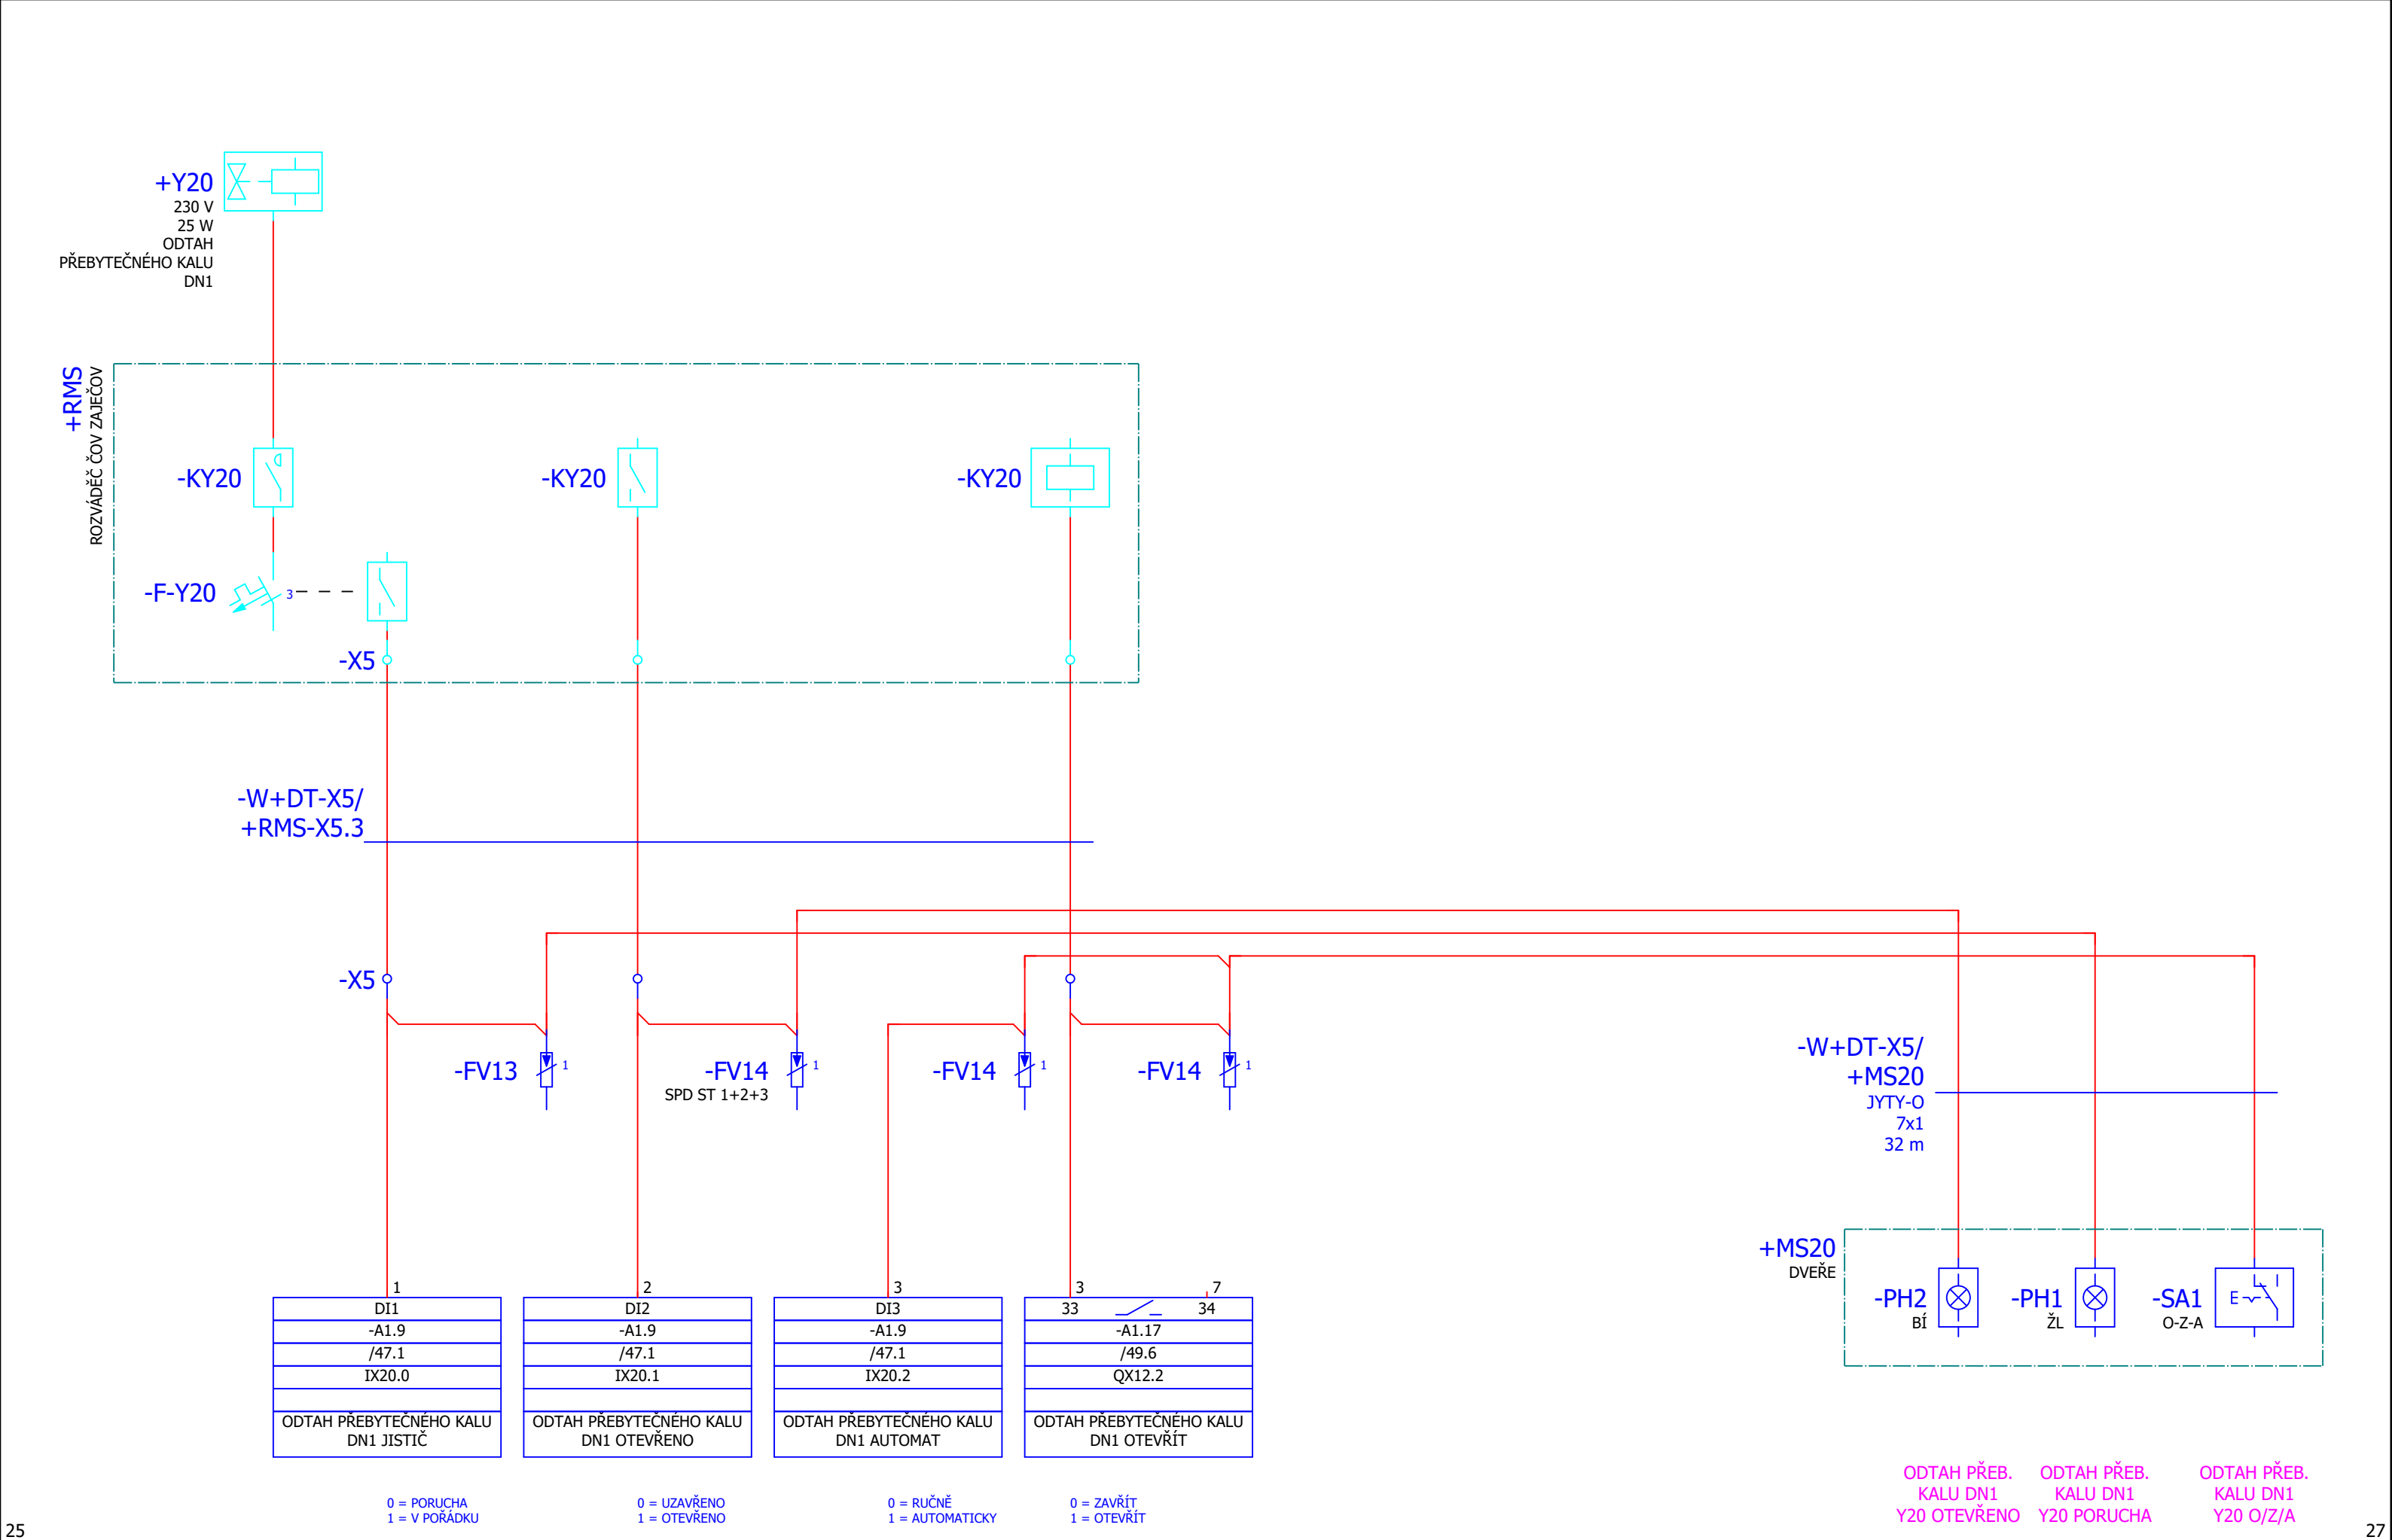 +Y20
230 V
25 W
ODTAH
PŘEBYTEČNÉHO KALU
DN1
+RMS
ROZVÁDĚČ ČOV ZAJEČOV
-KY20
-KY20
-KY20
-F-Y20
3
-X5
-W+DT-X5/
+RMS-X5.3
-X5
-FV13
1
-FV14
1
SPD ST 1+2+3
-FV14
1
-FV14
1
-W+DT-X5/
+MS20
JYTY-O
7x1
32 m
+MS20
DVEŘE
-PH2
BÍ
-PH1
ŽL
-SA1
O-Z-A
E
1
DI1
-A1.9
/47.1
IX20.0
ODTAH PŘEBYTEČNÉHO KALU
DN1 JISTIČ
2
DI2
-A1.9
/47.1
IX20.1
ODTAH PŘEBYTEČNÉHO KALU
DN1 OTEVŘENO
3
DI3
-A1.9
/47.1
IX20.2
ODTAH PŘEBYTEČNÉHO KALU
DN1 AUTOMAT
3 7
33 34
-A1.17
/49.6
QX12.2
ODTAH PŘEBYTEČNÉHO KALU
DN1 OTEVŘÍT
0 = PORUCHA
1 = V POŘÁDKU
0 = UZAVŘENO
1 = OTEVŘENO
0 = RUČNĚ
1 = AUTOMATICKY
0 = ZAVŘÍT
1 = OTEVŘÍT
ODTAH PŘEB.
KALU DN1
Y20 OTEVŘENO
ODTAH PŘEB.
KALU DN1
Y20 PORUCHA
ODTAH PŘEB.
KALU DN1
Y20 O/Z/A
25
27